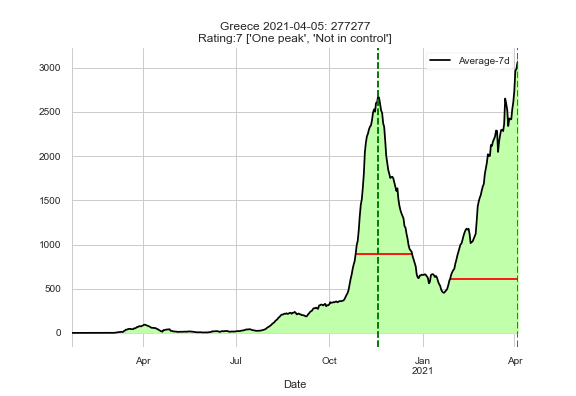 Greece 2021-04-05: 277277
Rating:7 ['One peak', 'Not in control']
Average-7d
3000
2500
2000
1500
1000
500
0
Apr
Jul
Oct
Jan
2021
Apr
Date